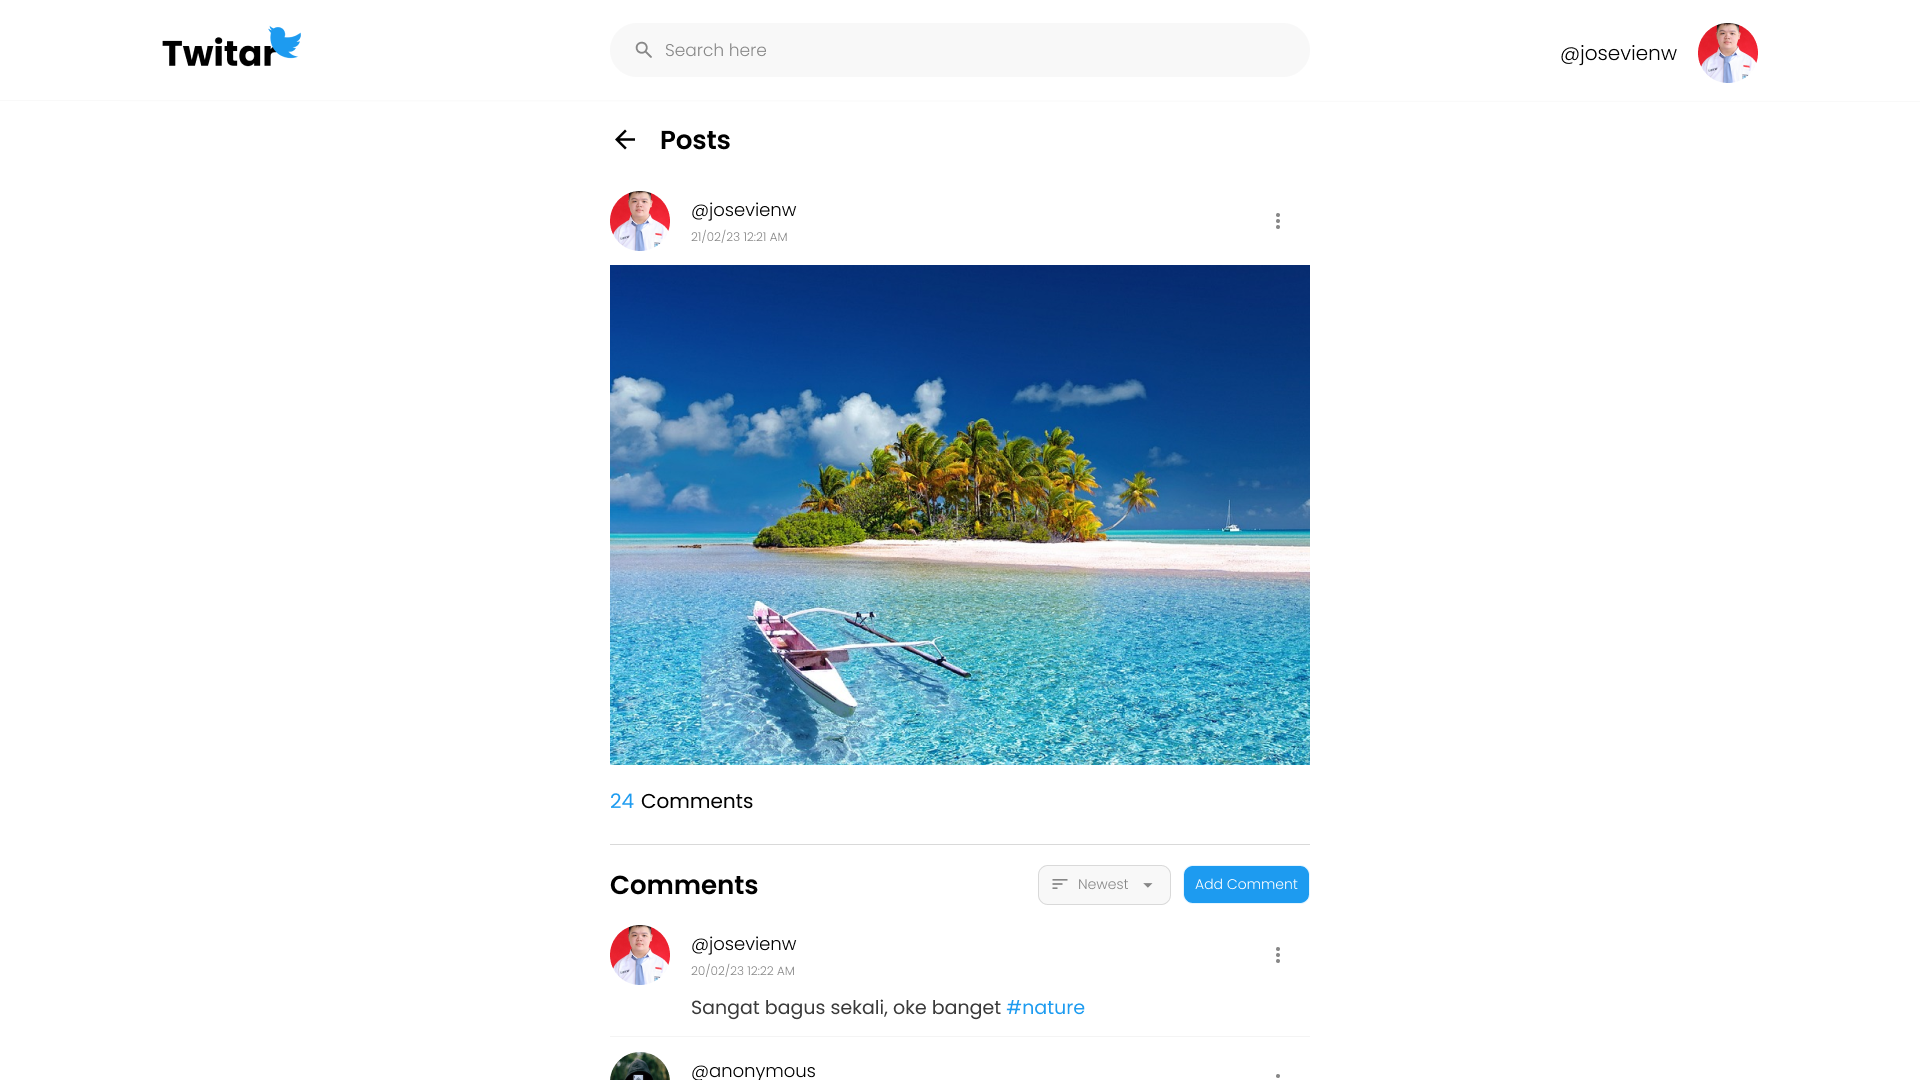 Twitar
Search here
@josevienw
Posts
@josevienw
21/02/23 12:21 AM
24 Comments
Comments
Newest
Add Comment
@josevienw
20/02/23 12:22 AM
Sangat bagus sekali, oke banget #nature
@anonymous